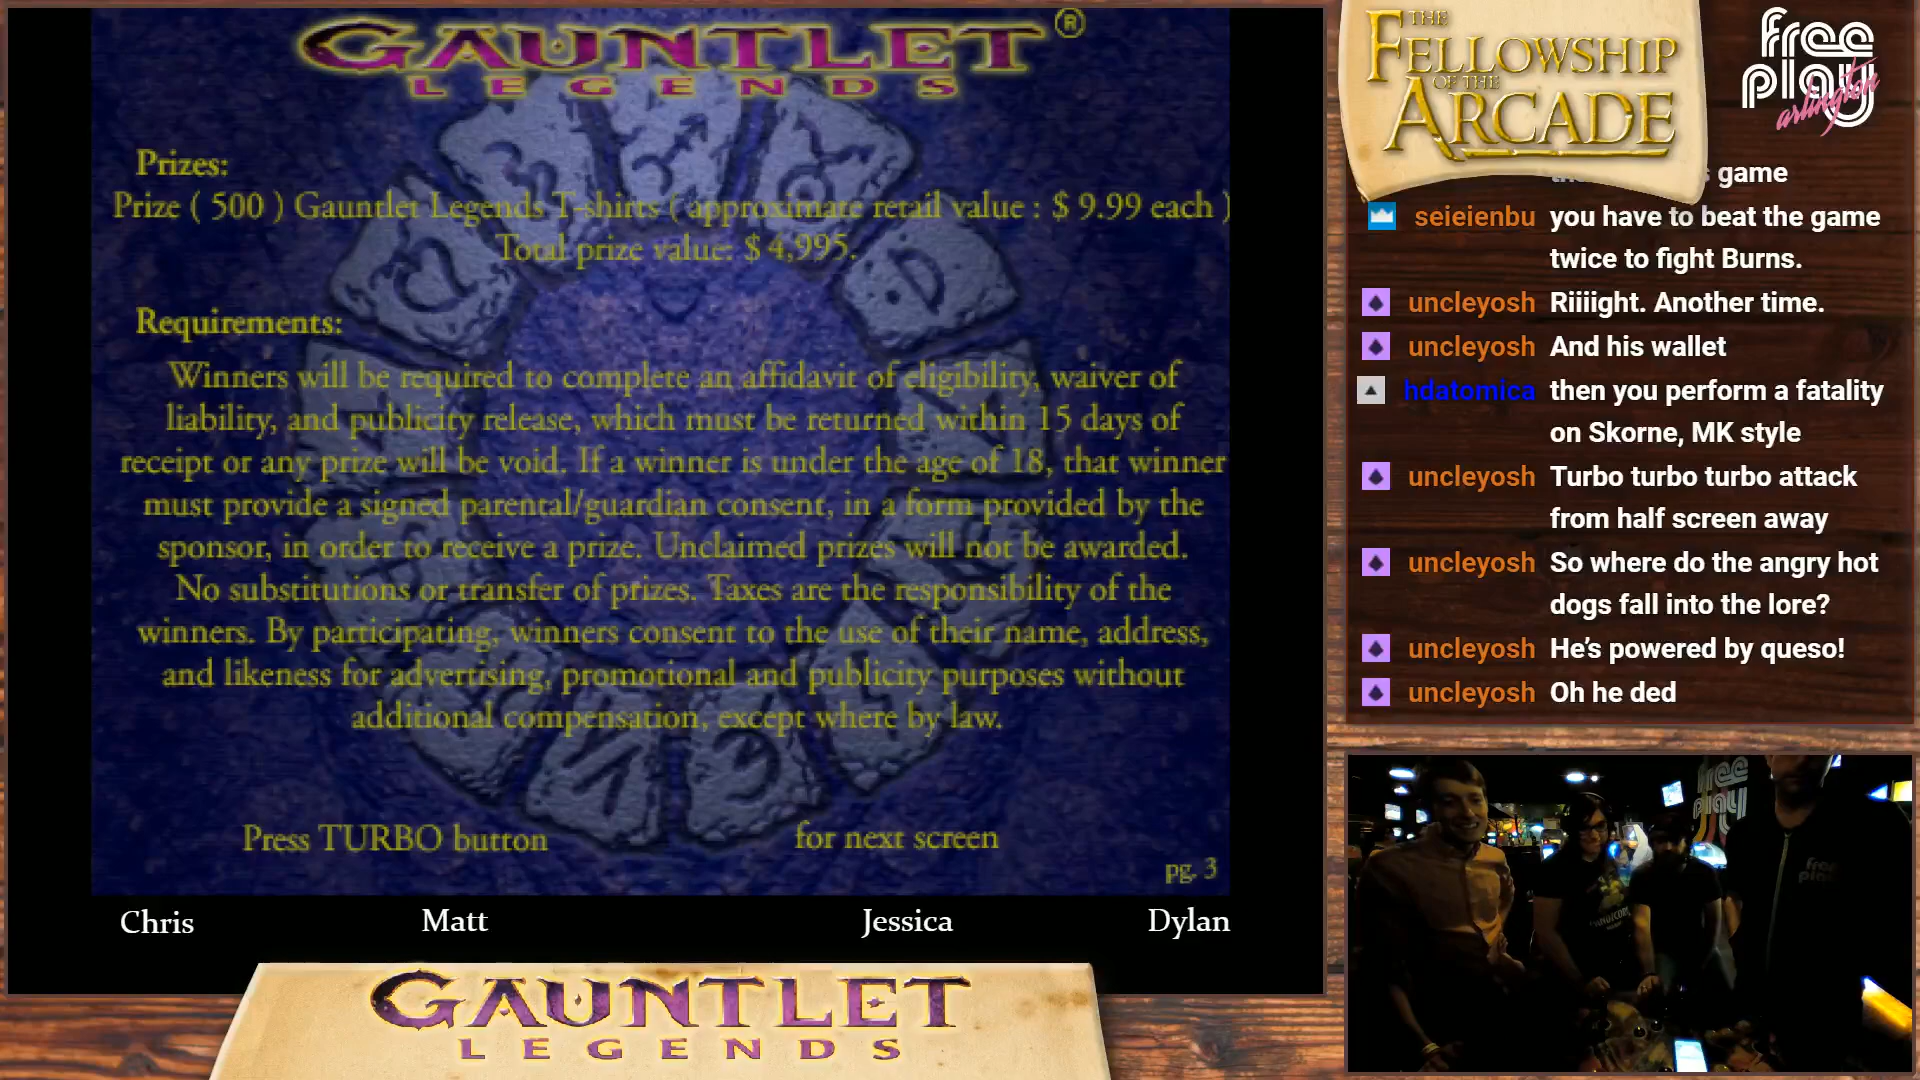 GAUNTLET ®
LEGENDS
Prizes:
Prize ( 500 ) Gauntlet Legends T-shirts ( approximate retail value : $ 9.99 each )
Total prize value: $ 4,995.
Requirements:
Winners will be required to complete an affidavit of eligibility, waiver of
liability, and publicity release, which must be returned within 15 days of
receipt or any prize will be void. If a winner is under the age of 18, that winner
must provide a signed parental/guardian consent, in a form provided by the
sponsor, in order to receive a prize. Unclaimed prizes will not be awarded.
No substitutions or transfer of prizes. Taxes are the responsibility of the
winners. By participating, winners consent to the use of their name, address,
and likeness for advertising, promotional and publicity purposes without
additional compensation, except where by law.
Press TURBO button for next screen
pg. 3
Chris Matt Jessica Dylan
GAUNTLET
LEGENDS
THE
FELLOWSHIP
OF THE
ARCADE
free
play
arlington
game
seieienbu you have to beat the game
twice to fight Burns.
uncleyosh Riiiight. Another time.
uncleyosh And his wallet
hdatomica then you perform a fatality
on Skorne, MK style
uncleyosh Turbo turbo turbo attack
from half screen away
uncleyosh So where do the angry hot
dogs fall into the lore?
uncleyosh He's powered by queso!
uncleyosh Oh he ded
free
play
free
play